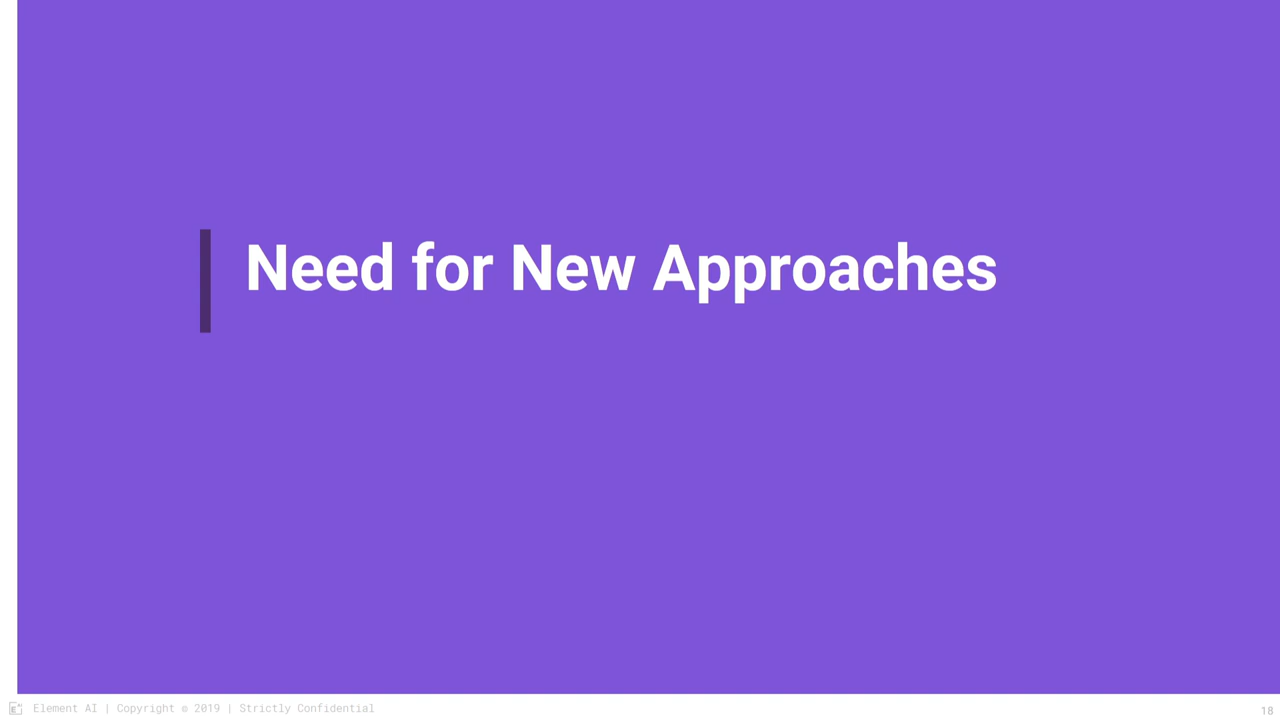 Need for New Approaches
Element AI | Copyright © 2019 | Strictly Confidential
18